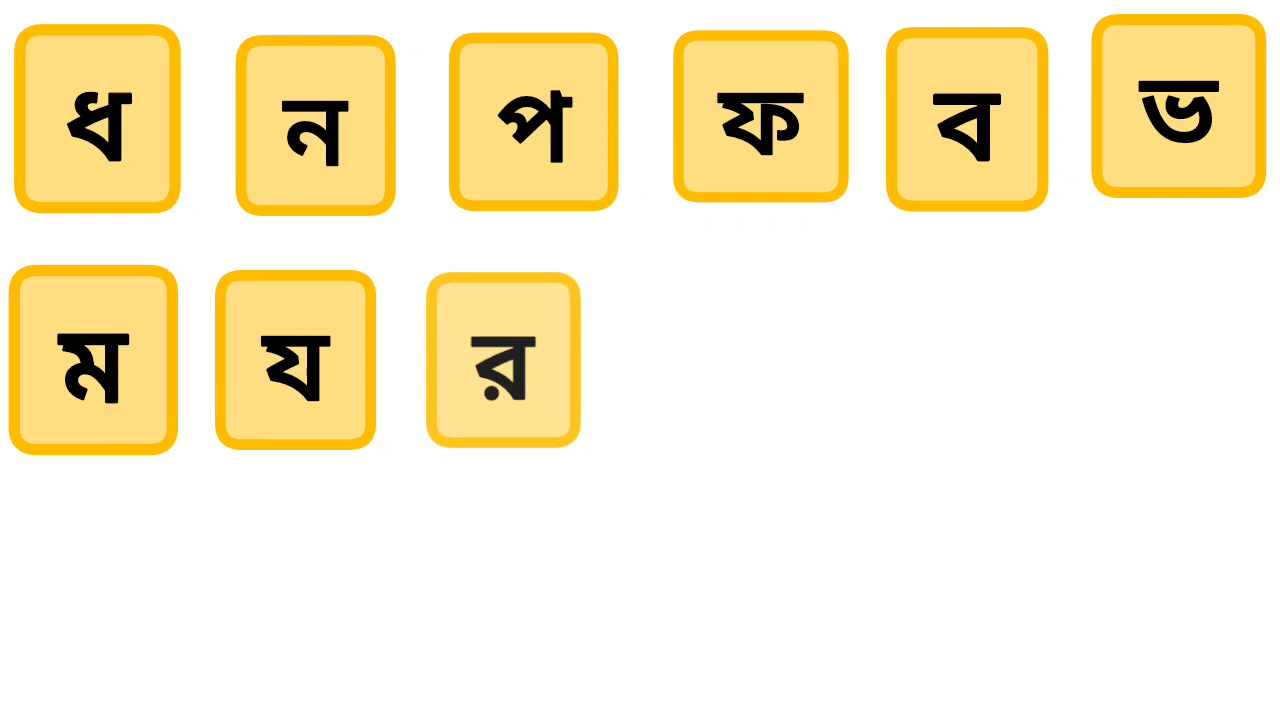 ধ ন প ফ ব ভ
ম য র